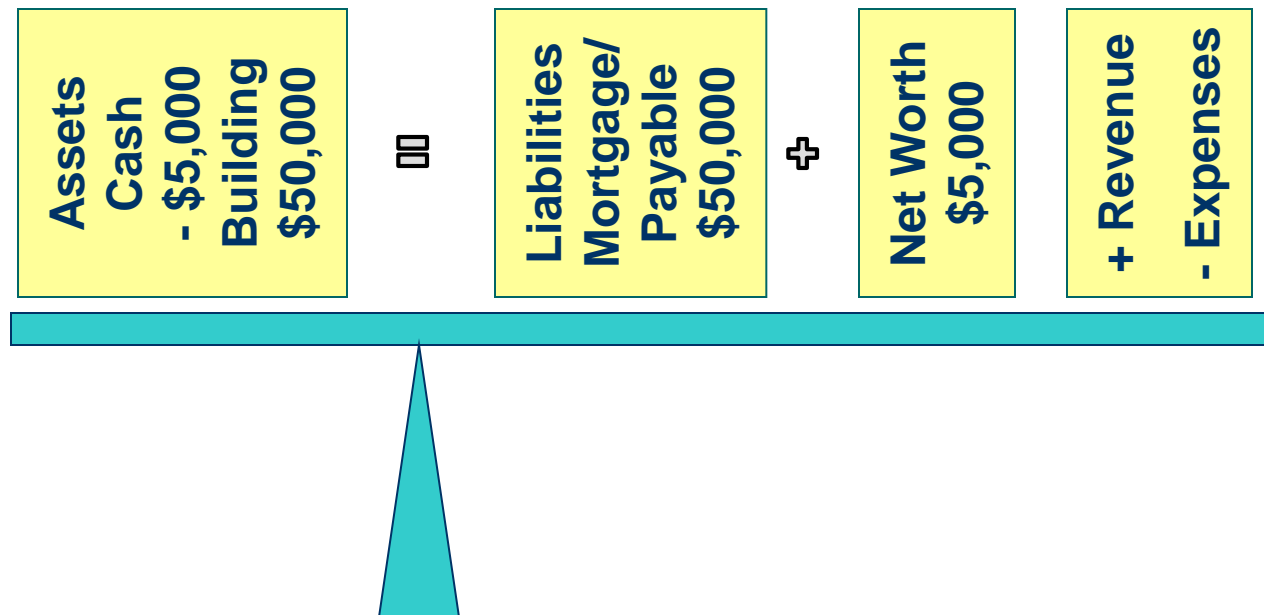 Assets
Cash
- $5,000
Building
$50,000
=
Liabilities
Mortgage/
Payable
$50,000
+
Net Worth
$5,000
+ Revenue
- Expenses